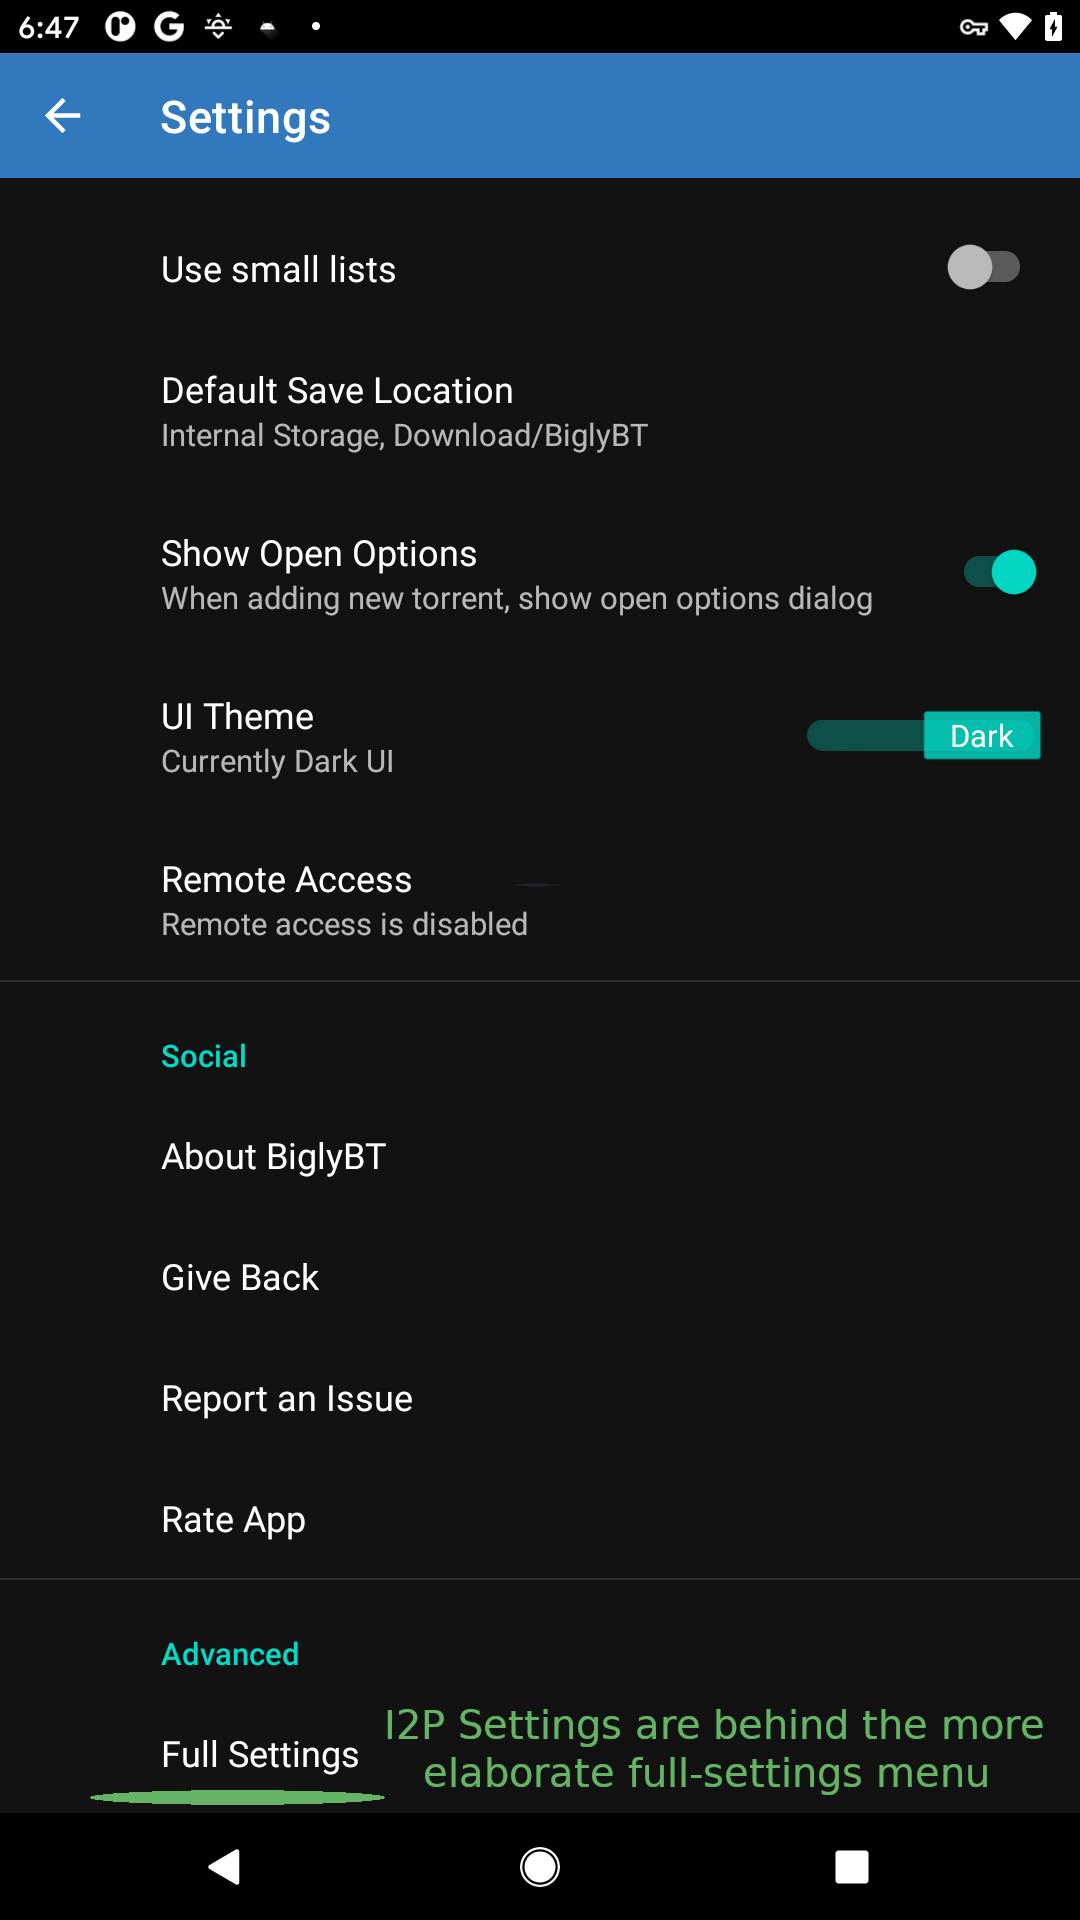 6:47
Settings
Use small lists
Default Save Location
Internal Storage, Download/BiglyBT
Show Open Options
When adding new torrent, show open options dialog
UI Theme
Currently Dark UI
Dark
Remote Access
Remote access is disabled
Social
About BiglyBT
Give Back
Report an Issue
Rate App
Advanced
Full Settings
I2P Settings are behind the more
elaborate full-settings menu